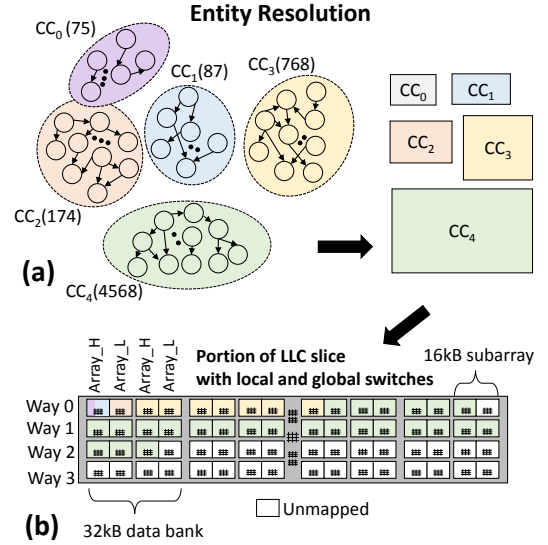 Entity Resolution
CC0 (75)
CC1 (87)
CC3 (768)
CC2 (174)
CC4(4568)
(a)
CC0
CC1
CC2
CC3
CC4
Array_H
Array_L
Array_H
Array_L
Portion of LLC slice
with local and global switches
16kB subarray
Way 0
Way 1
Way 2
Way 3
(b)
32kB data bank
Unmapped